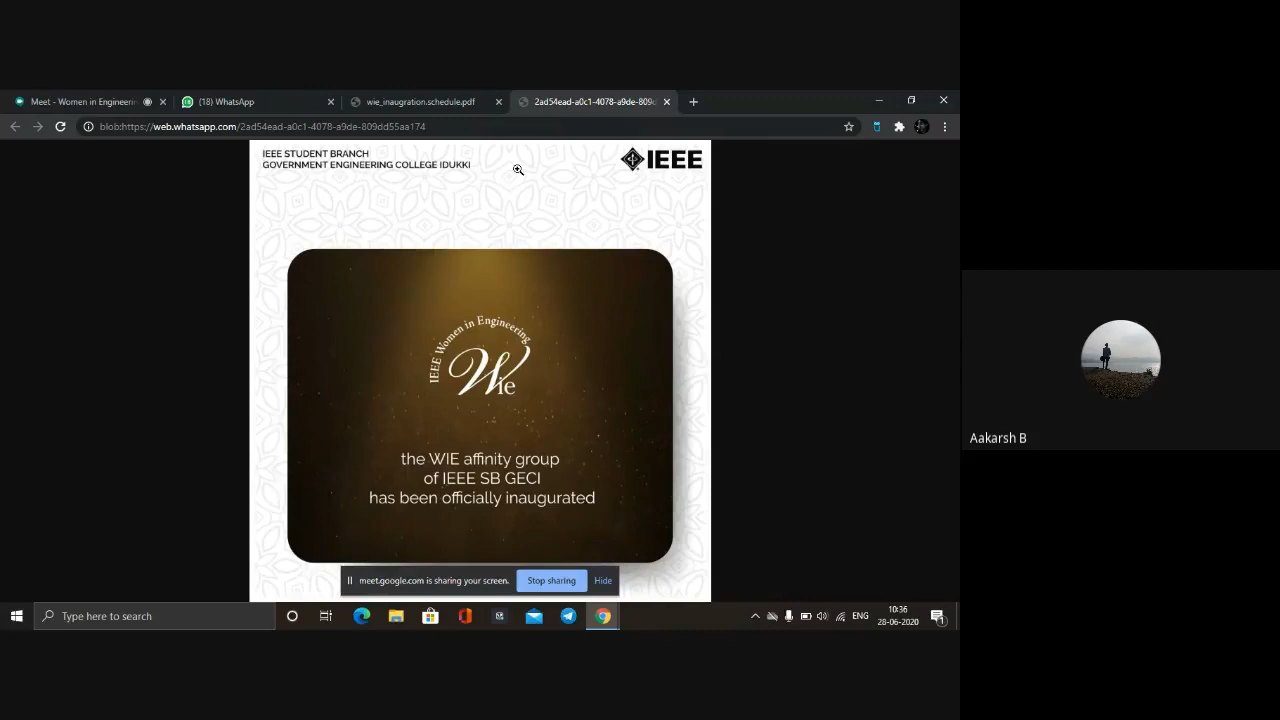 Meet - Women in Engineerin
(18) WhatsApp
wie_inaugration.schedule.pdf
2ad54ead-a0c1-4078-a9de-809c
blob:https://web.whatsapp.com/2ad54ead-a0c1-4078-a9de-809dd55aa174
IEEE STUDENT BRANCH
GOVERNMENT ENGINEERING COLLEGE IDUKKI
IEEE
IEEE Women in Engineering
Wie
the WIE affinity group
of IEEE SB GECI
has been officially inaugurated
meet.google.com is sharing your screen.
Stop sharing
Hide
Aakarsh B
Type here to search
ENG
10:36
28-06-2020
1